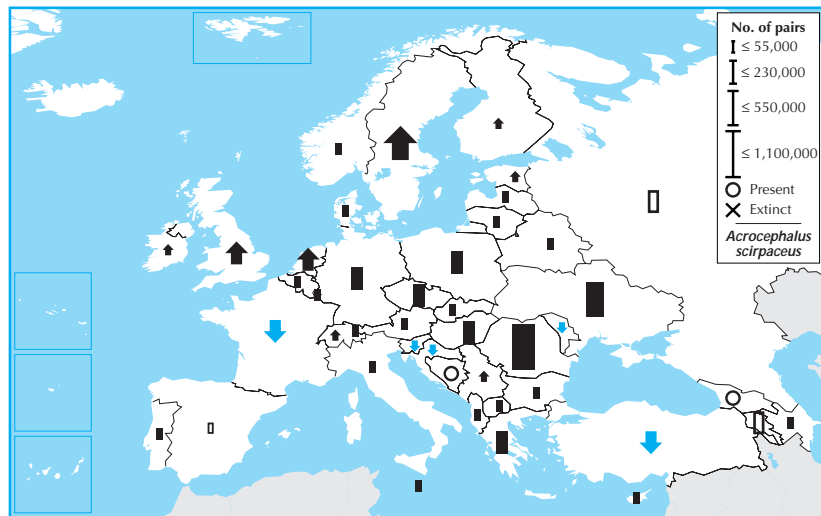 No. of pairs
≤ 55,000
≤ 230,000
≤ 550,000
≤ 1,100,000
Present
Extinct
Acrocephalus
scirpaceus